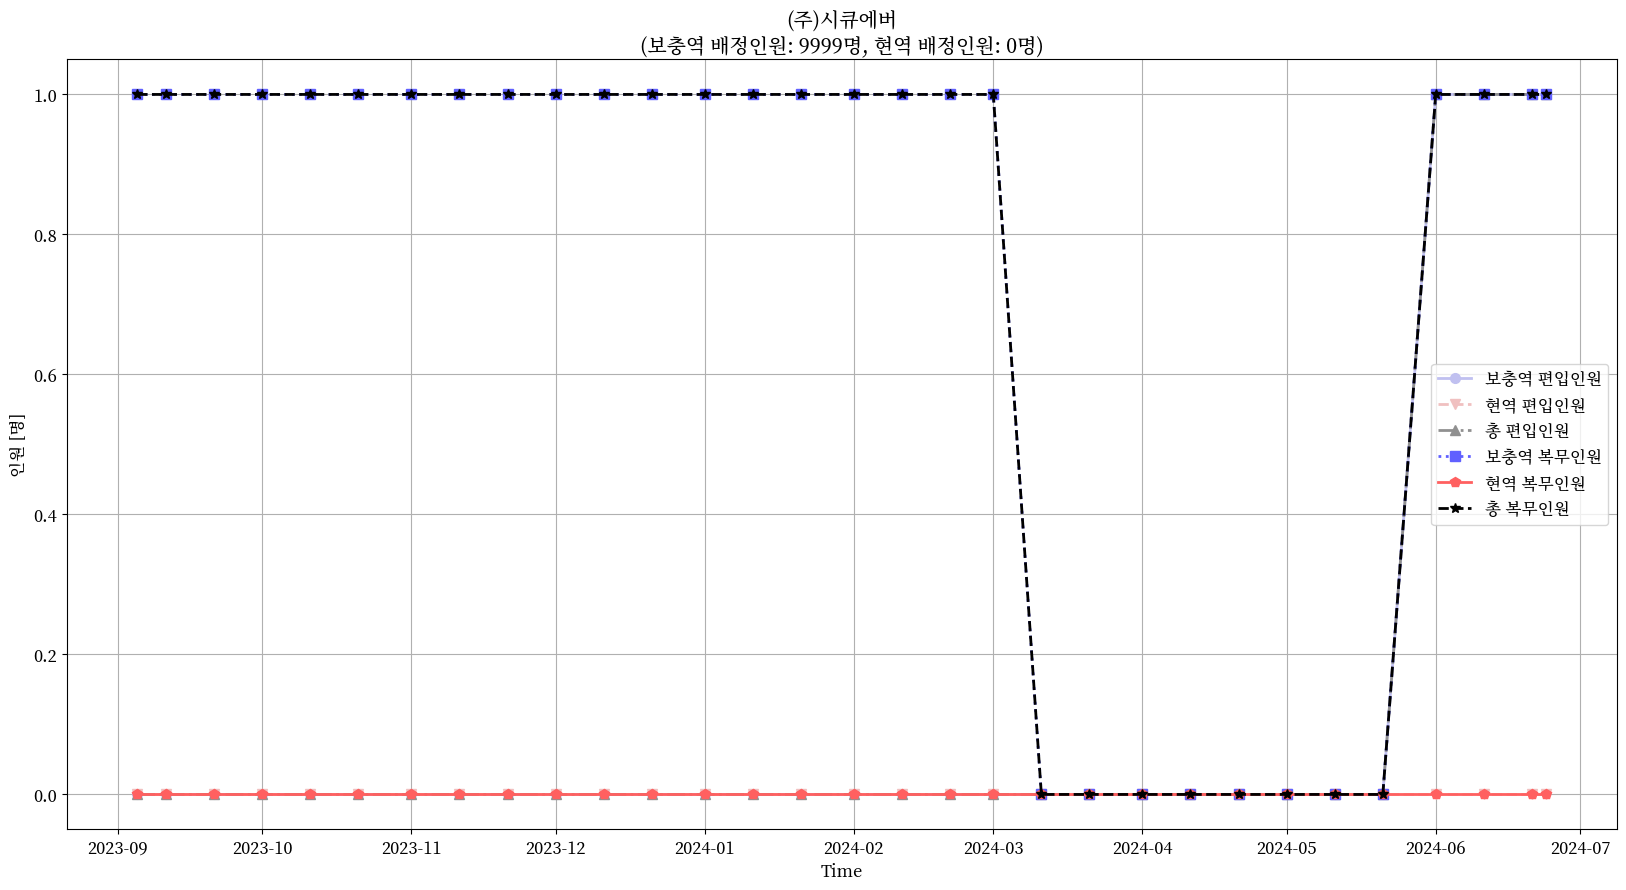 (주)시큐에버
(보충역 배정인원: 9999명, 현역 배정인원: 0명)
1.0
0.8
0.6
0.4
0.2
0.0
인원 [명]
보충역 편입인원
현역 편입인원
총 편입인원
보충역 복무인원
현역 복무인원
총 복무인원
2023-09 2023-10 2023-11 2023-12 2024-01 2024-02 2024-03 2024-04 2024-05 2024-06 2024-07
Time